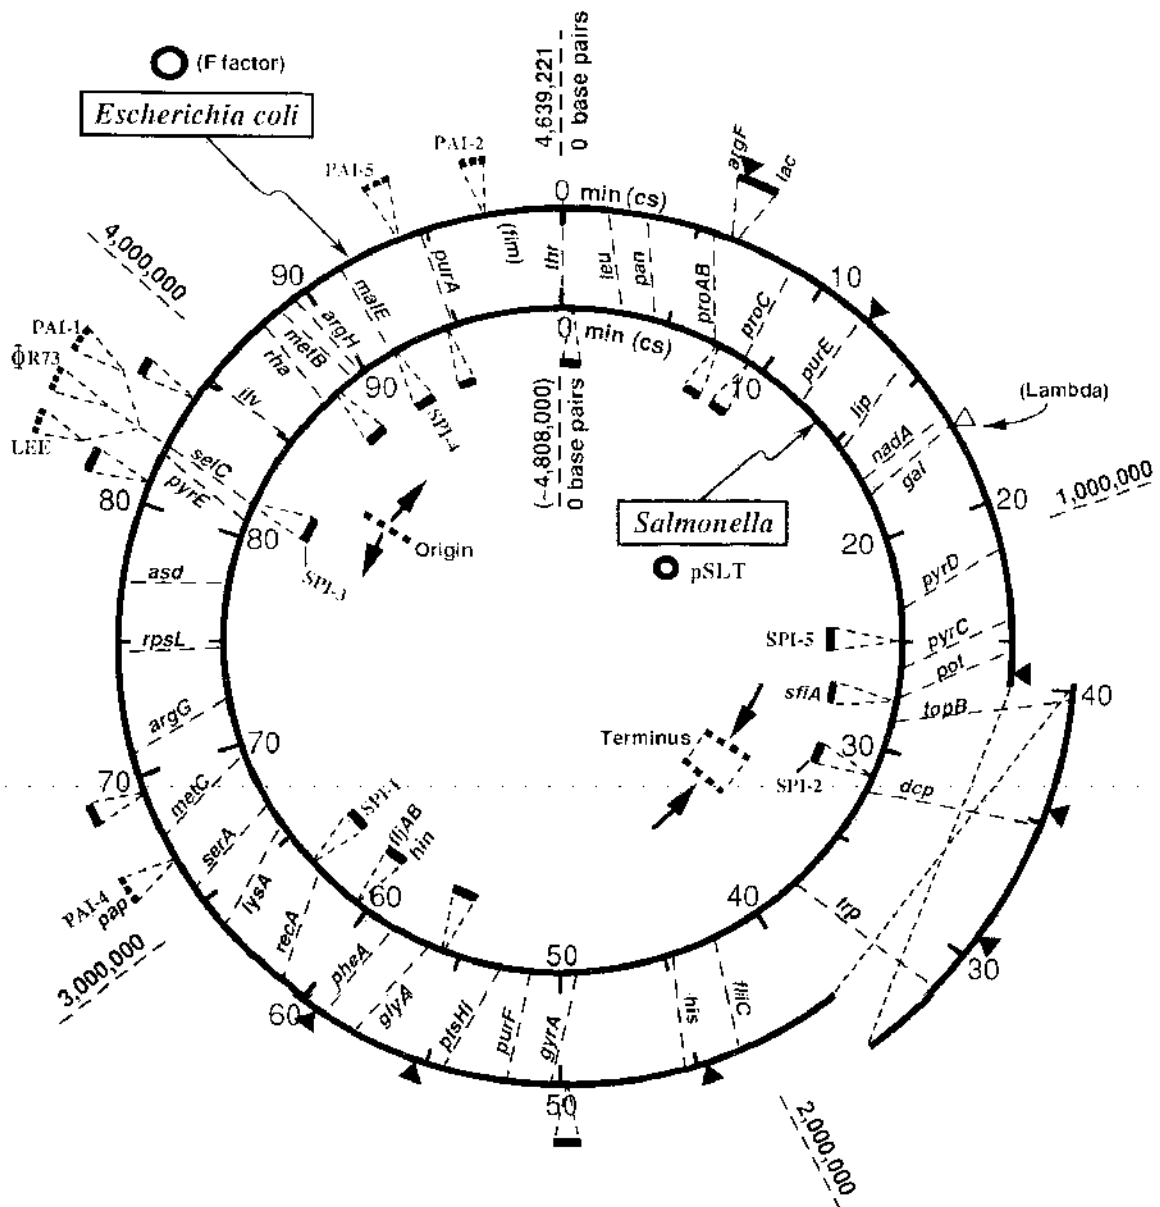 (F factor)
Escherichia coli
4,639,221
0 base pairs
PAI-2
PAI-5
argF
lac
0 min (cs)
4,000,000
90
purA
(fim)
thr
leu
pan
proAB
proC
10
malE
argH
metB
rha
PAI-1
ΦR73
LEE
ilv
selC
pyrE
80
0 min (cs)
90
SPI-4
10
purE
lip
nadA
gal
(Lambda)
20
1,000,000
(~4,808,000)
0 base pairs
Salmonella
pSLT
20
Origin
80
SPI-3
asd
rpsL
argG
70
70
metC
serA
lysA
recA
pheA
glyA
ptsHI
purF
gyrA
his
fliC
pyrD
pyrC
pot
topB
40
SPI-5
sfiA
Terminus
SPI-2
30
dcp
trp
30
40
50
50
60
60
SPI-1
fljAB
hin
PAI-4
pap
3,000,000
2,000,000